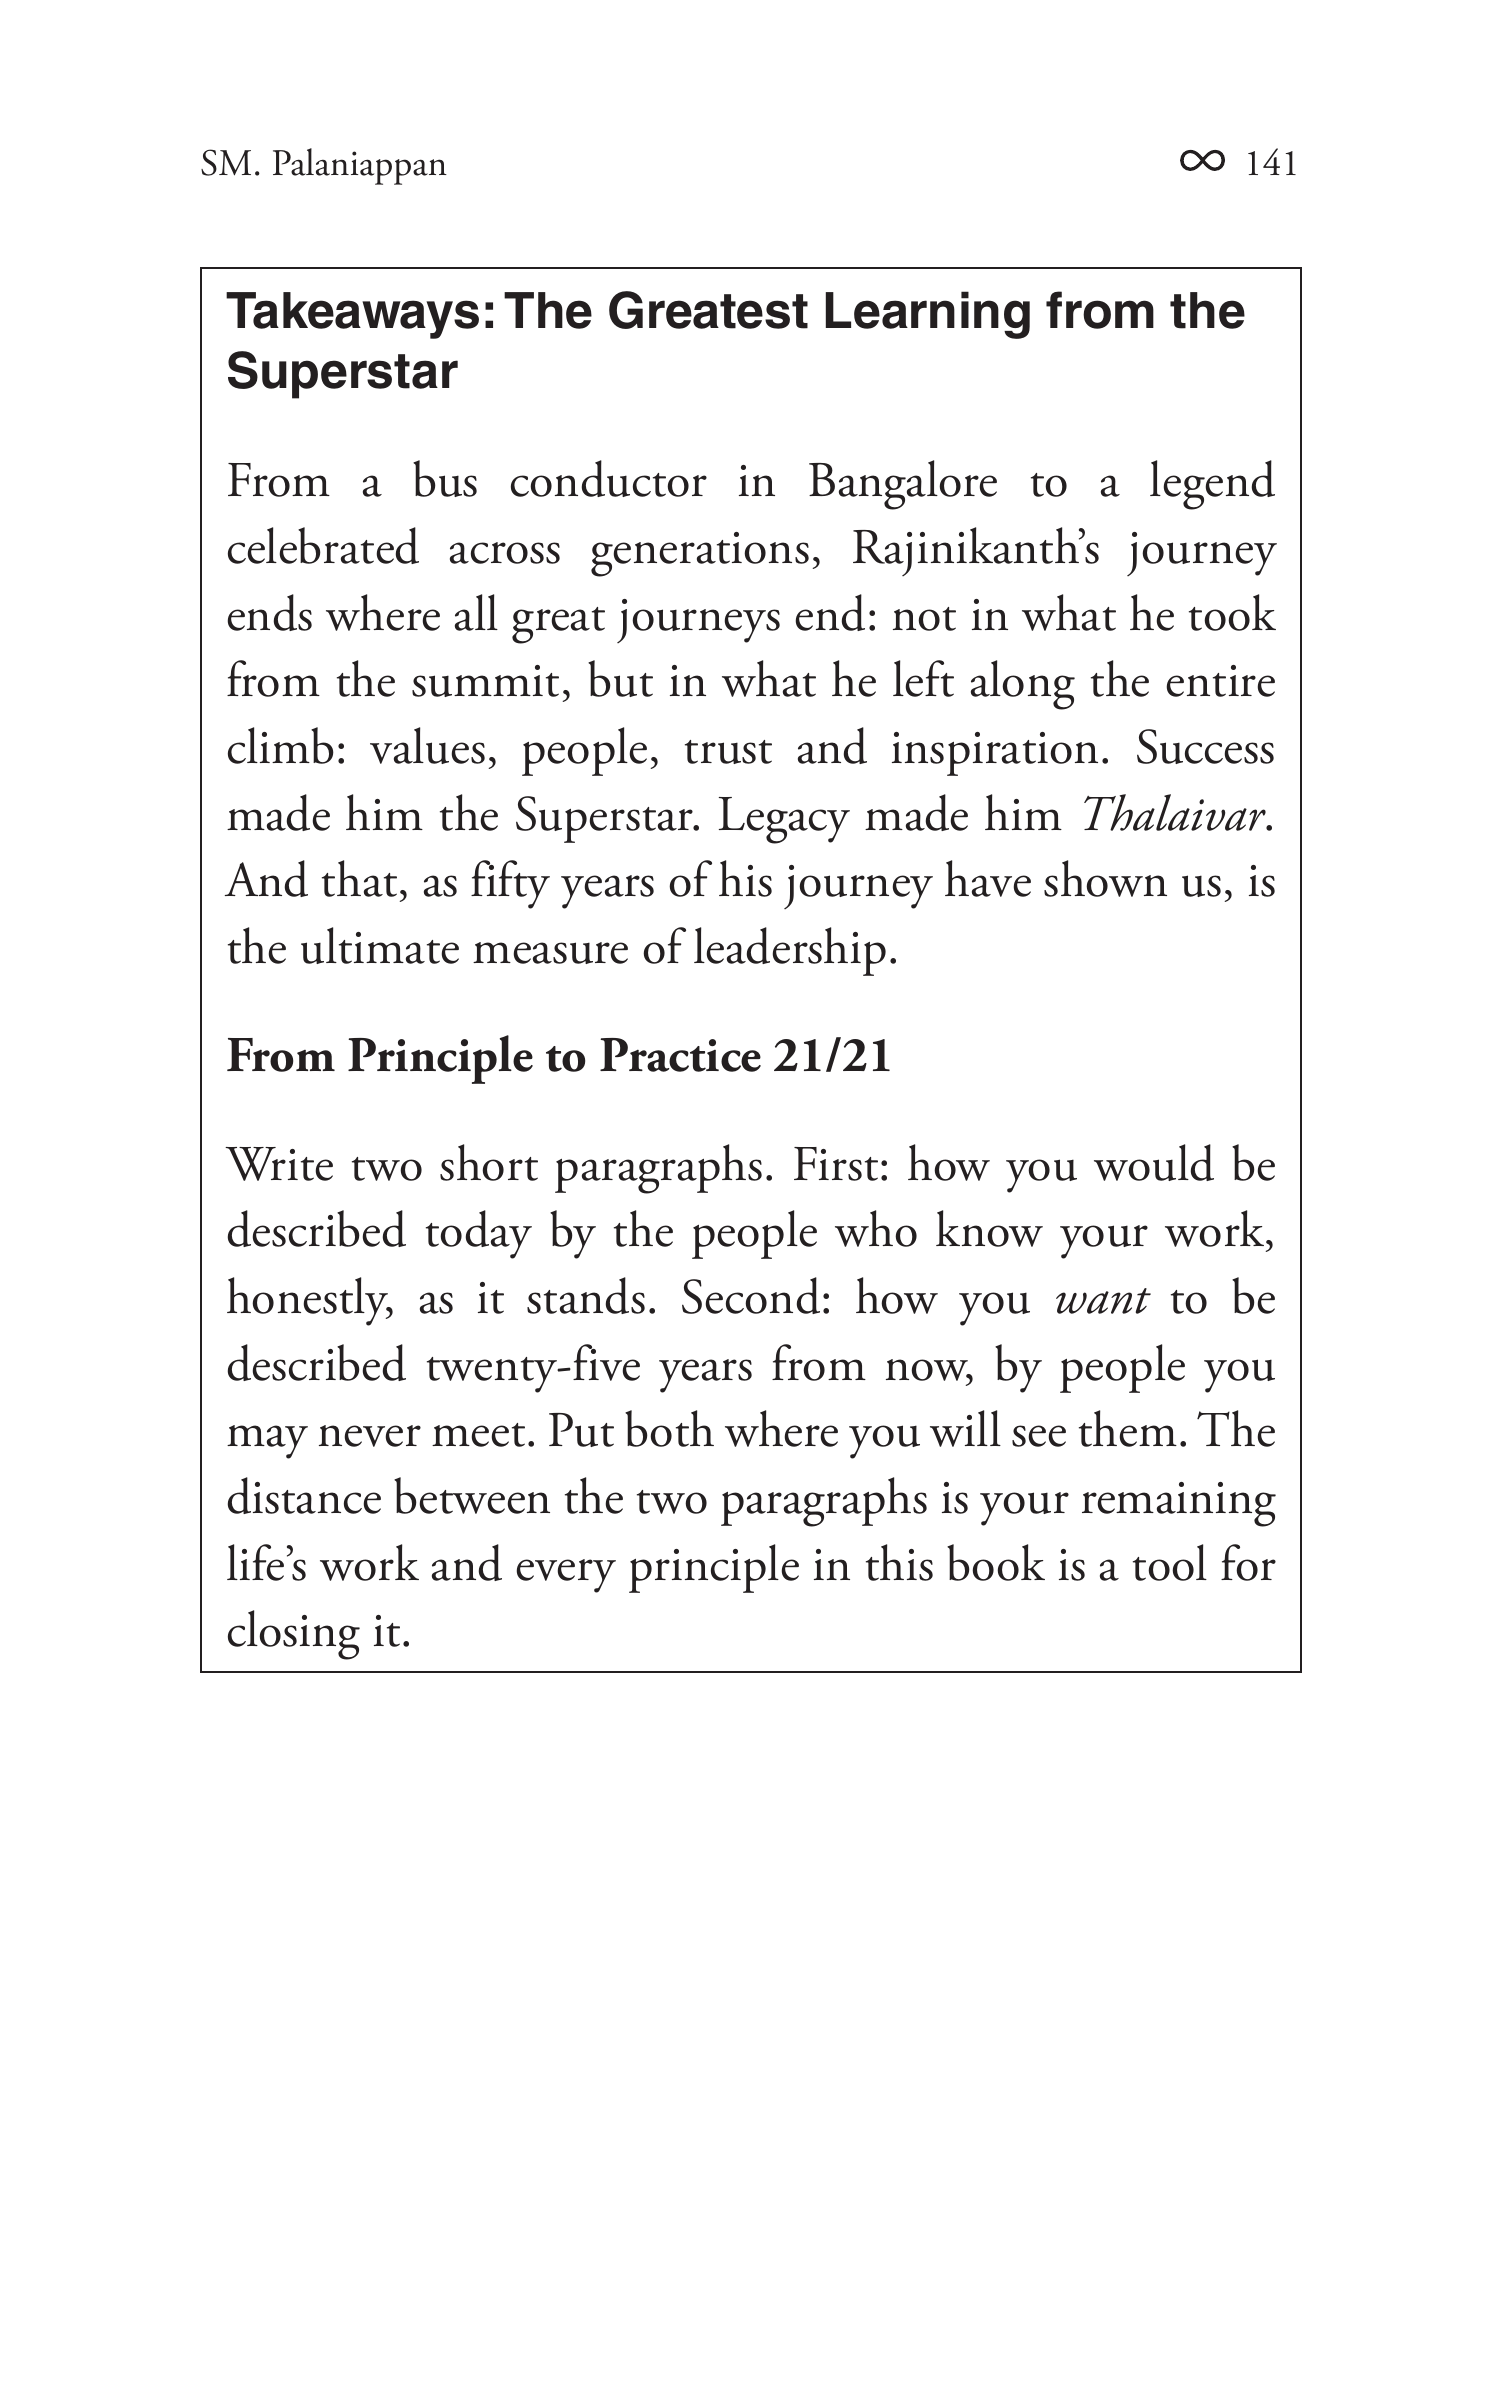 SM. Palaniappan ∞ 141
Takeaways: The Greatest Learning from the
Superstar
From a bus conductor in Bangalore to a legend
celebrated across generations, Rajinikanth’s journey
ends where all great journeys end: not in what he took
from the summit, but in what he left along the entire
climb: values, people, trust and inspiration. Success
made him the Superstar. Legacy made him Thalaivar.
And that, as fifty years of his journey have shown us, is
the ultimate measure of leadership.
From Principle to Practice 21/21
Write two short paragraphs. First: how you would be
described today by the people who know your work,
honestly, as it stands. Second: how you want to be
described twenty-five years from now, by people you
may never meet. Put both where you will see them. The
distance between the two paragraphs is your remaining
life’s work and every principle in this book is a tool for
closing it.